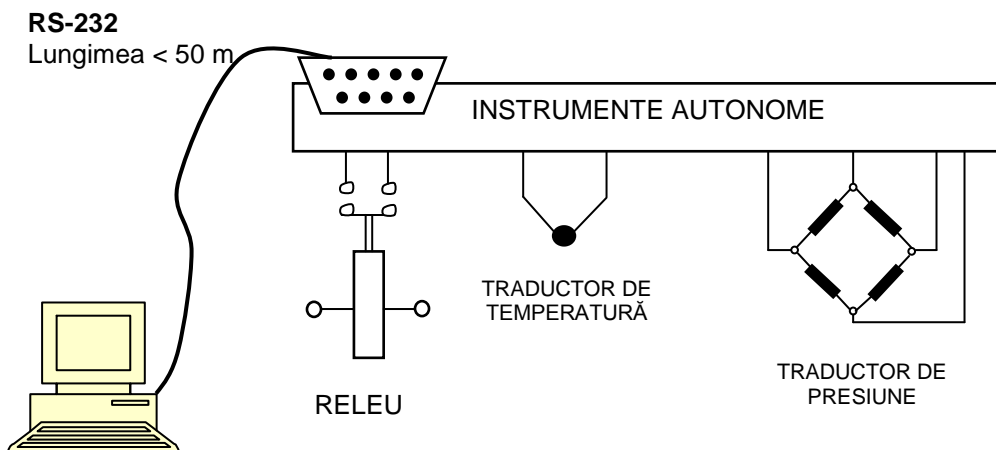 RS-232
Lungimea < 50 m
INSTRUMENTE AUTONOME
TRADUCTOR DE
TEMPERATURĂ
TRADUCTOR DE
PRESIUNE
RELEU